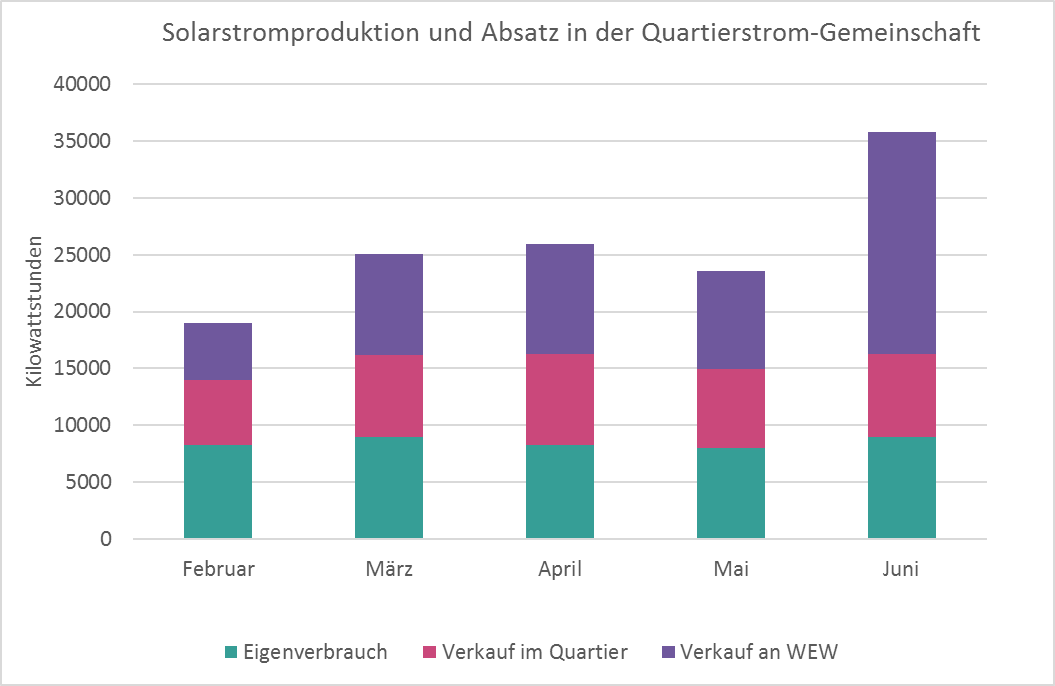 Solarstromproduktion und Absatz in der Quartierstrom-Gemeinschaft
Kilowattstunden
40000
35000
30000
25000
20000
15000
10000
5000
0
Februar März April Mai Juni
Eigenverbrauch Verkauf im Quartier Verkauf an WEW